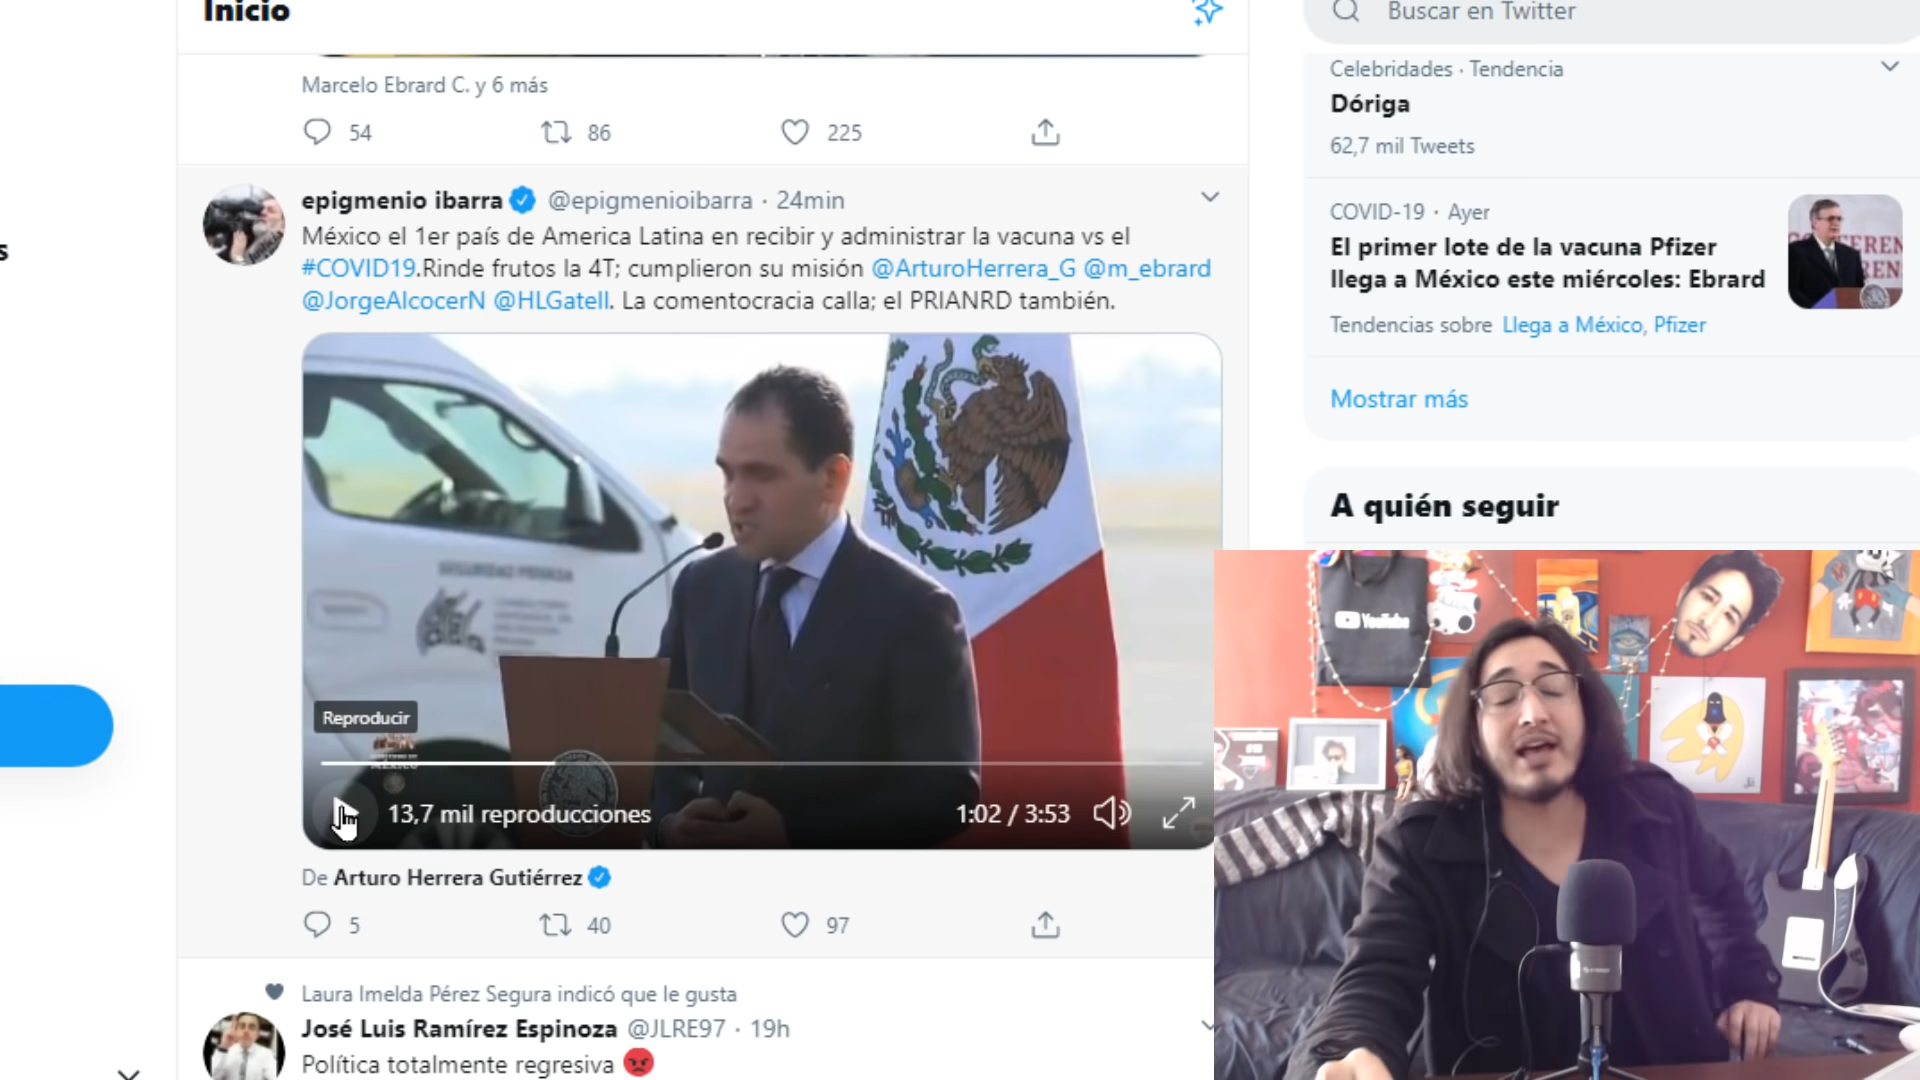 Inicio
Marcelo Ebrard C. y 6 más
54 86 225
epigmenio ibarra @epigmenioibarra · 24min
México el 1er país de America Latina en recibir y administrar la vacuna vs el
#COVID19.Rinde frutos la 4T; cumplieron su misión @ArturoHerrera_G @m_ebrard
@JorgeAlcocerN @HLGatell. La comentocracia calla; el PRIANRD también.
SEGURIDAD PRIVADA
Reproducir
MÉXICO
13,7 mil reproducciones
1:02 / 3:53
De Arturo Herrera Gutiérrez
5 40 97
Laura Imelda Pérez Segura indicó que le gusta
José Luis Ramírez Espinoza @JLRE97 · 19h
Política totalmente regresiva
s
Buscar en Twitter
Celebridades · Tendencia
Dóriga
62,7 mil Tweets
COVID-19 · Ayer
El primer lote de la vacuna Pfizer
llega a México este miércoles: Ebrard
Tendencias sobre Llega a México, Pfizer
Mostrar más
A quién seguir
YouTube